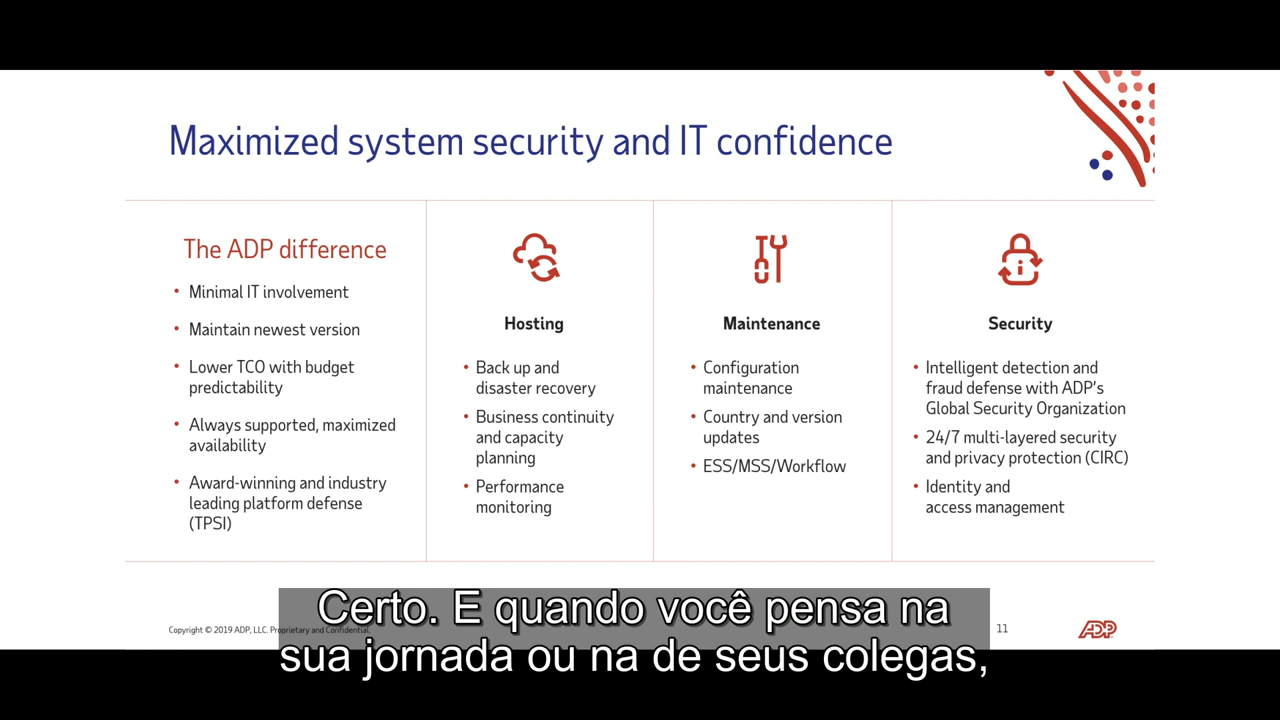 Maximized system security and IT confidence
The ADP difference
• Minimal IT involvement
• Maintain newest version
• Lower TCO with budget
predictability
• Always supported, maximized
availability
• Award-winning and industry
leading platform defense
(TPSI)
Hosting
• Back up and
disaster recovery
• Business continuity
and capacity
planning
• Performance
monitoring
Maintenance
• Configuration
maintenance
• Country and version
updates
• ESS/MSS/Workflow
Security
• Intelligent detection and
fraud defense with ADP's
Global Security Organization
• 24/7 multi-layered security
and privacy protection (CIRC)
• Identity and
access management
Copyright © 2019 ADP, LLC. Proprietary and Confidential.
11
ADP
Certo. E quando você pensa na
sua jornada ou na de seus colegas,